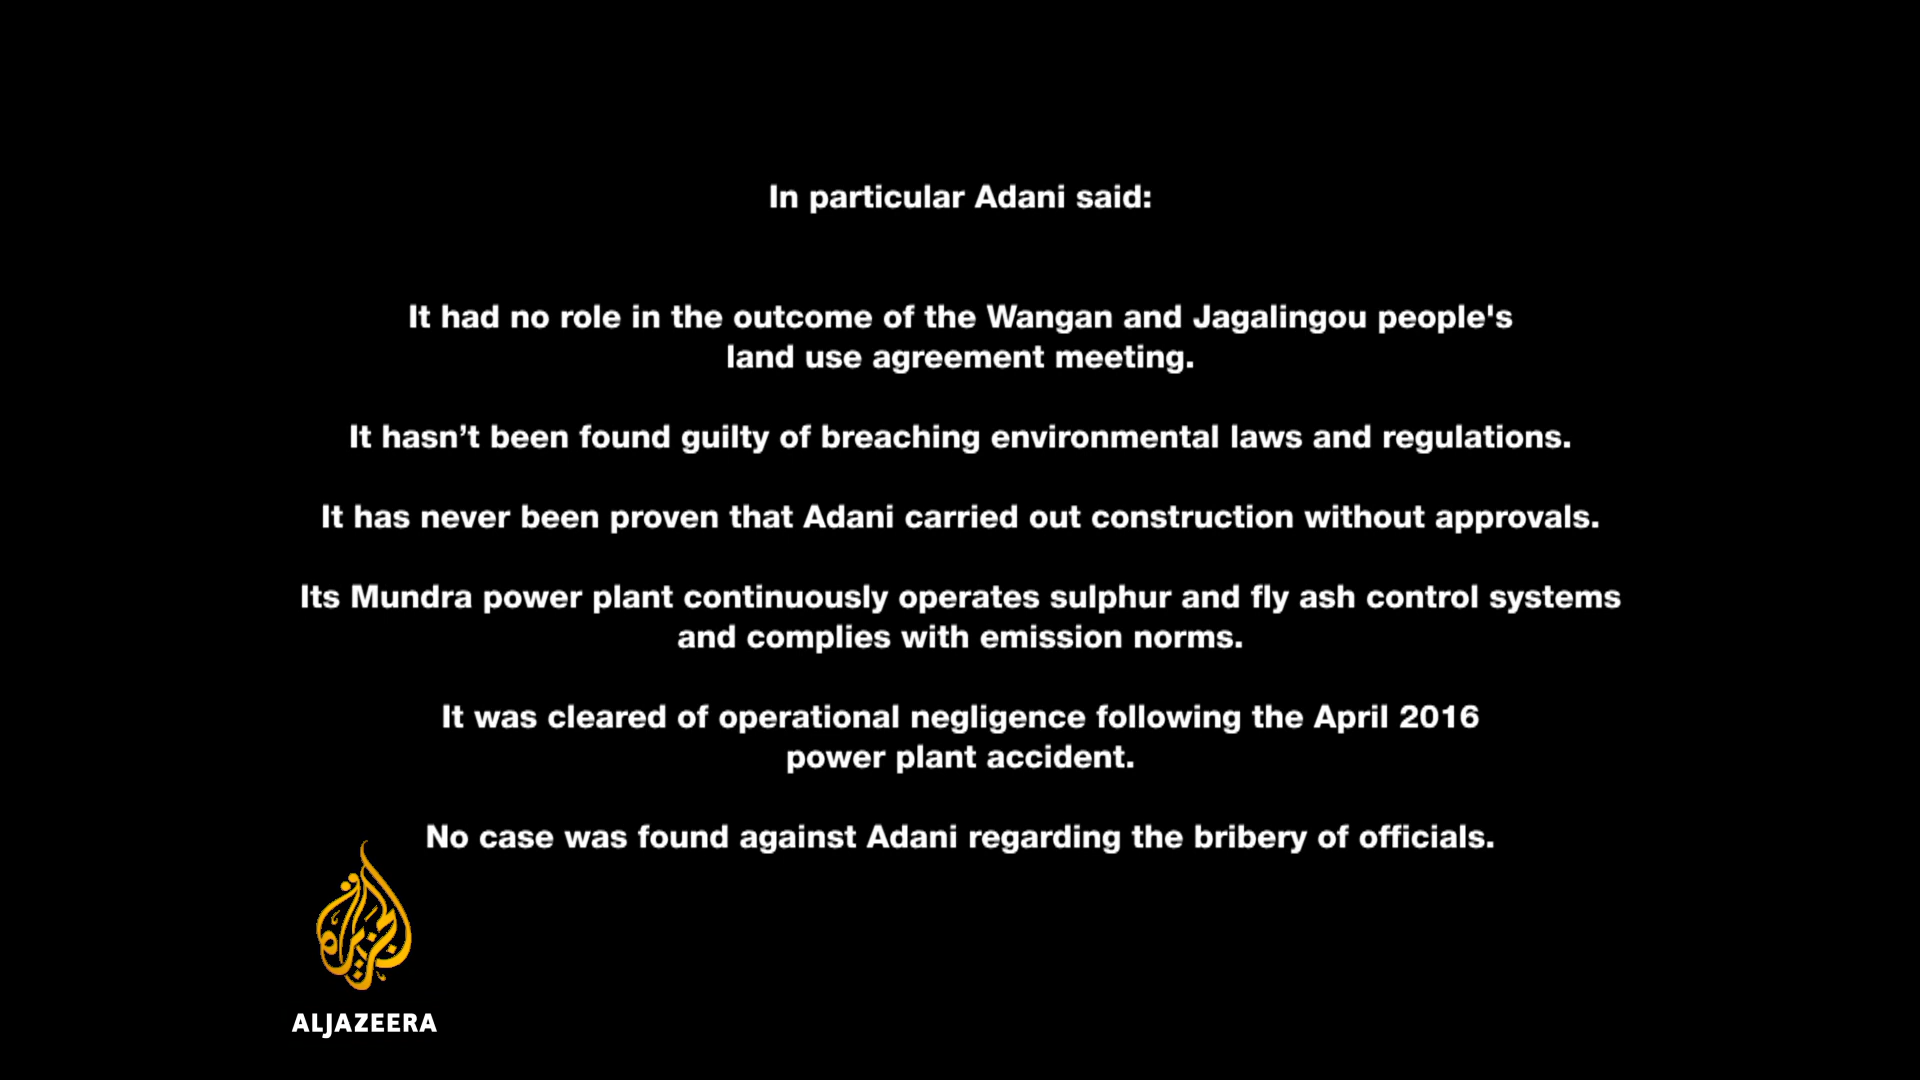 In particular Adani said:
It had no role in the outcome of the Wangan and Jagalingou people's
land use agreement meeting.
It hasn’t been found guilty of breaching environmental laws and regulations.
It has never been proven that Adani carried out construction without approvals.
Its Mundra power plant continuously operates sulphur and fly ash control systems
and complies with emission norms.
It was cleared of operational negligence following the April 2016
power plant accident.
No case was found against Adani regarding the bribery of officials.
الجزيرة
ALJAZEERA